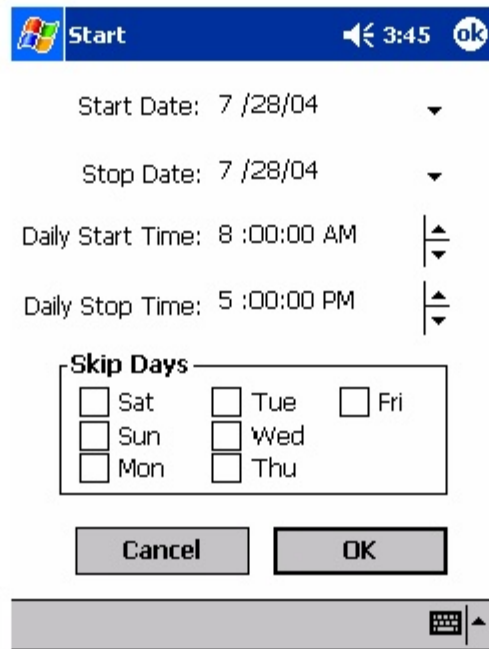 Start 3:45 ok
Start Date: 7 /28/04
Stop Date: 7 /28/04
Daily Start Time: 8 :00:00 AM
Daily Stop Time: 5 :00:00 PM
Skip Days
Sat Tue Fri
Sun Wed
Mon Thu
Cancel OK